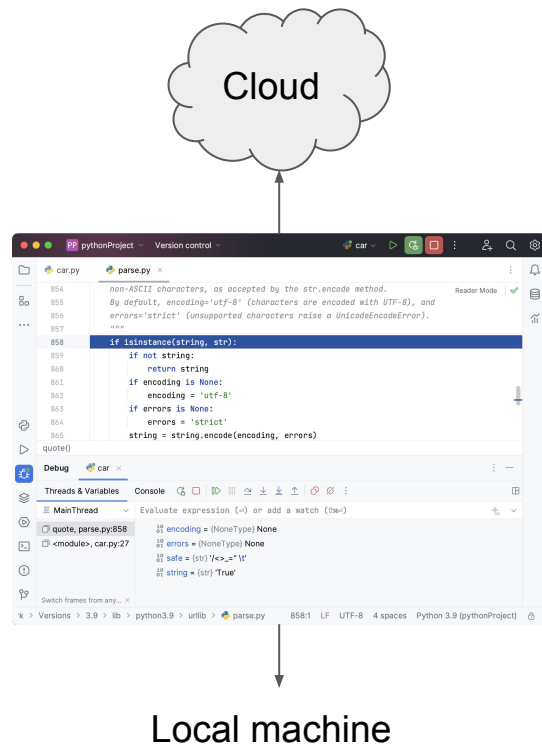 Cloud
PP pythonProject Version control car
car.py parse.py
854 non-ASCII characters, as accepted by the str.encode method. Reader Mode
855 By default, encoding='utf-8' (characters are encoded with UTF-8), and
856 errors='strict' (unsupported characters raise a UnicodeEncodeError).
857 """
858 if isinstance(string, str):
859 if not string:
860 return string
861 if encoding is None:
862 encoding = 'utf-8'
863 if errors is None:
864 errors = 'strict'
865 string = string.encode(encoding, errors)
quote()
Debug car
Threads & Variables Console
MainThread Evaluate expression (⏎) or add a watch (⇧⌘⏎)
quote, parse.py:858
<module>, car.py:27
encoding = {NoneType} None
errors = {NoneType} None
safe = {str} '/<>_=" \t'
string = {str} 'True'
Switch frames from any...
Versions > 3.9 > lib > python3.9 > urllib > parse.py 858:1 LF UTF-8 4 spaces Python 3.9 (pythonProject)
Local machine